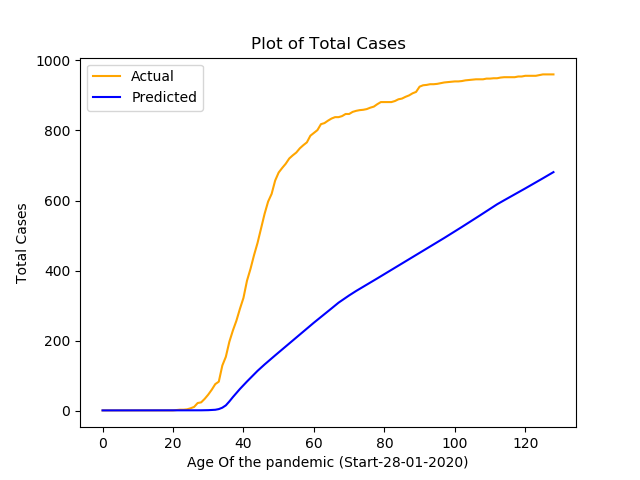 Plot of Total Cases
Actual
Predicted
1000
800
600
400
200
0
Total Cases
0 20 40 60 80 100 120
Age Of the pandemic (Start-28-01-2020)